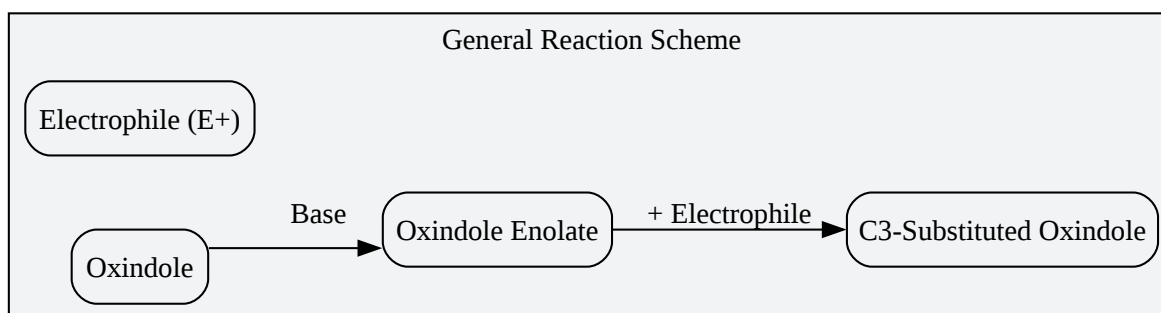 General Reaction Scheme
Electrophile (E+)
Base
+ Electrophile
Oxindole Enolate
C3-Substituted Oxindole
Oxindole